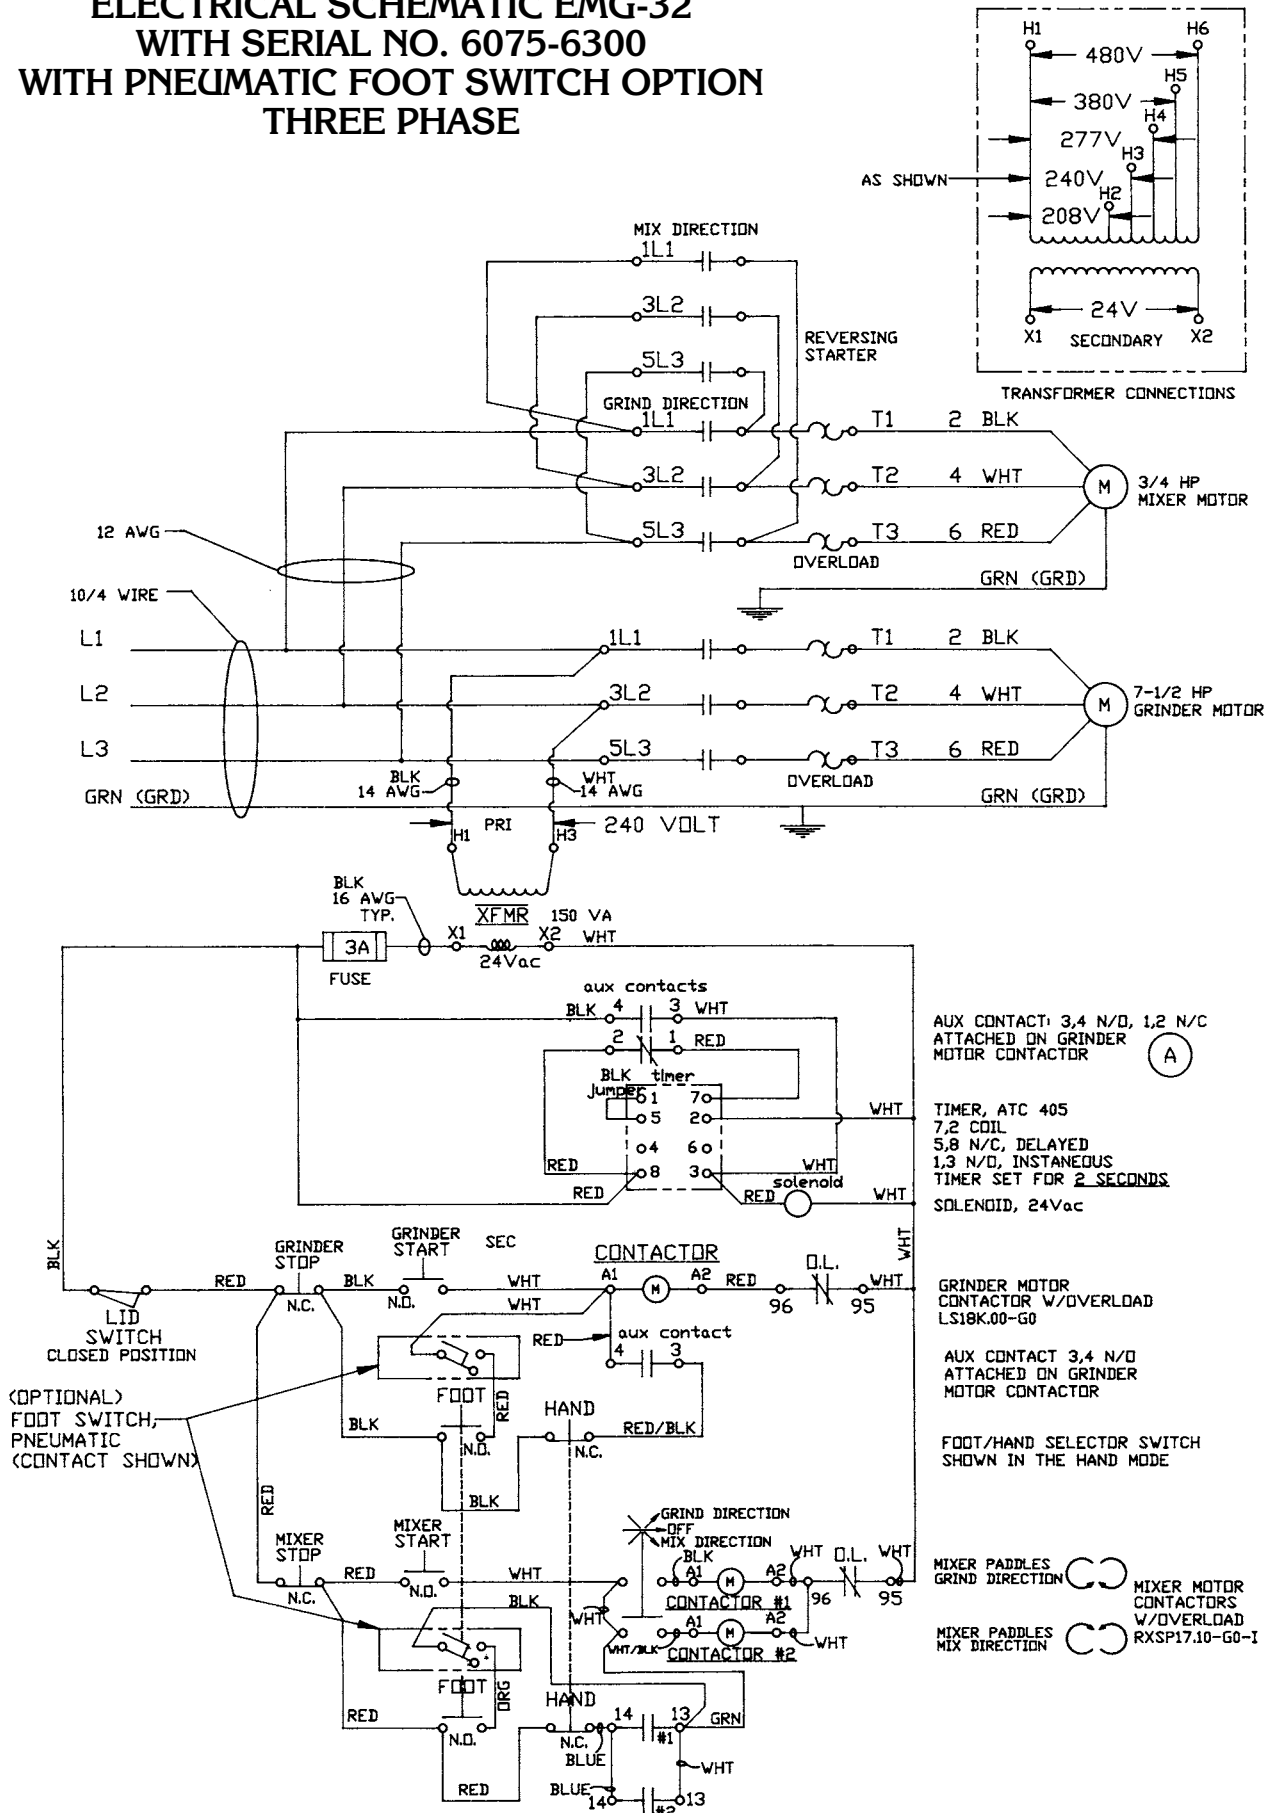 ELECTRICAL SCHEMATIC EMG-32
WITH SERIAL NO. 6075-6300
WITH PNEUMATIC FOOT SWITCH OPTION
THREE PHASE
H1 H6
480V
H5
380V
H4
277V
H3
AS SHOWN 240V
H2
208V
24V
X1 SECONDARY X2
TRANSFORMER CONNECTIONS
MIX DIRECTION
1L1
3L2
REVERSING
STARTER
5L3
GRIND DIRECTION
1L1 T1 2 BLK
3L2 T2 4 WHT M 3/4 HP
MIXER MOTOR
12 AWG
5L3 T3 6 RED
OVERLOAD
GRN (GRD)
10/4 WIRE
L1 1L1 T1 2 BLK
L2 3L2 T2 4 WHT M 7-1/2 HP
GRINDER MOTOR
L3 5L3 T3 6 RED
BLK
14 AWG
WHT
14 AWG
OVERLOAD
GRN (GRD) GRN (GRD)
H1 PRI H3 240 VOLT
BLK
16 AWG
TYP.
XFMR 150 VA
3A X1 X2 WHT
FUSE 24Vac
aux contacts
BLK 4 3 WHT
2 1 RED
AUX CONTACT: 3,4 N/O, 1,2 N/C
ATTACHED ON GRINDER
MOTOR CONTACTOR A
BLK
jumper
timer
1 7
5 2 WHT
4 6
RED 8 3 WHT
RED RED solenoid WHT
TIMER, ATC 405
7,2 COIL
5,8 N/C, DELAYED
1,3 N/O, INSTANEOUS
TIMER SET FOR 2 SECONDS
SOLENOID, 24Vac
BLK
WHT
GRINDER
STOP
GRINDER
START
SEC
CONTACTOR
O.L.
RED N.C. BLK N.O. WHT A1 M A2 RED 96 95 WHT
LID
SWITCH
CLOSED POSITION
WHT
GRINDER MOTOR
CONTACTOR W/OVERLOAD
LS18K.00-G0
RED aux contact
4 3
AUX CONTACT 3,4 N/O
ATTACHED ON GRINDER
MOTOR CONTACTOR
(OPTIONAL)
FOOT SWITCH,
PNEUMATIC
(CONTACT SHOWN)
FOOT RED HAND
BLK N.O. N.C. RED/BLK
FOOT/HAND SELECTOR SWITCH
SHOWN IN THE HAND MODE
RED
BLK
GRIND DIRECTION
OFF
MIX DIRECTION
MIXER
STOP
MIXER
START
RED N.C. N.O. WHT
BLK A1 M A2 WHT O.L. WHT
CONTACTOR #1 96 95
MIXER PADDLES
GRIND DIRECTION
BLK
WHT
WHT/BLK A1 M A2 WHT
CONTACTOR #2
MIXER PADDLES
MIX DIRECTION
MIXER MOTOR
CONTACTORS
W/OVERLOAD
RXSP17.10-G0-I
FOOT ORG HAND
RED N.O. N.C. 14 #1 13 GRN
BLUE
WHT
RED BLUE
14 #2 13